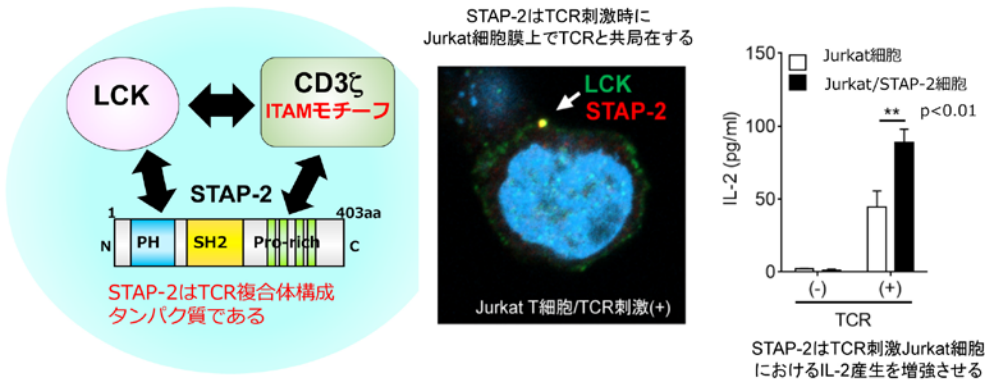 LCK
CD3ζ
ITAMモチーフ
STAP-2
1
403aa
N
PH
SH2
Pro-rich
C
STAP-2はTCR複合体構成
タンパク質である
STAP-2はTCR刺激時に
Jurkat細胞膜上でTCRと共局在する
LCK
STAP-2
Jurkat T細胞/TCR刺激(+)
Jurkat細胞
Jurkat/STAP-2細胞
** p<0.01
IL-2 (pg/ml)
150
100
50
0
(-) (+)
TCR
STAP-2はTCR刺激Jurkat細胞
におけるIL-2産生を増強させる